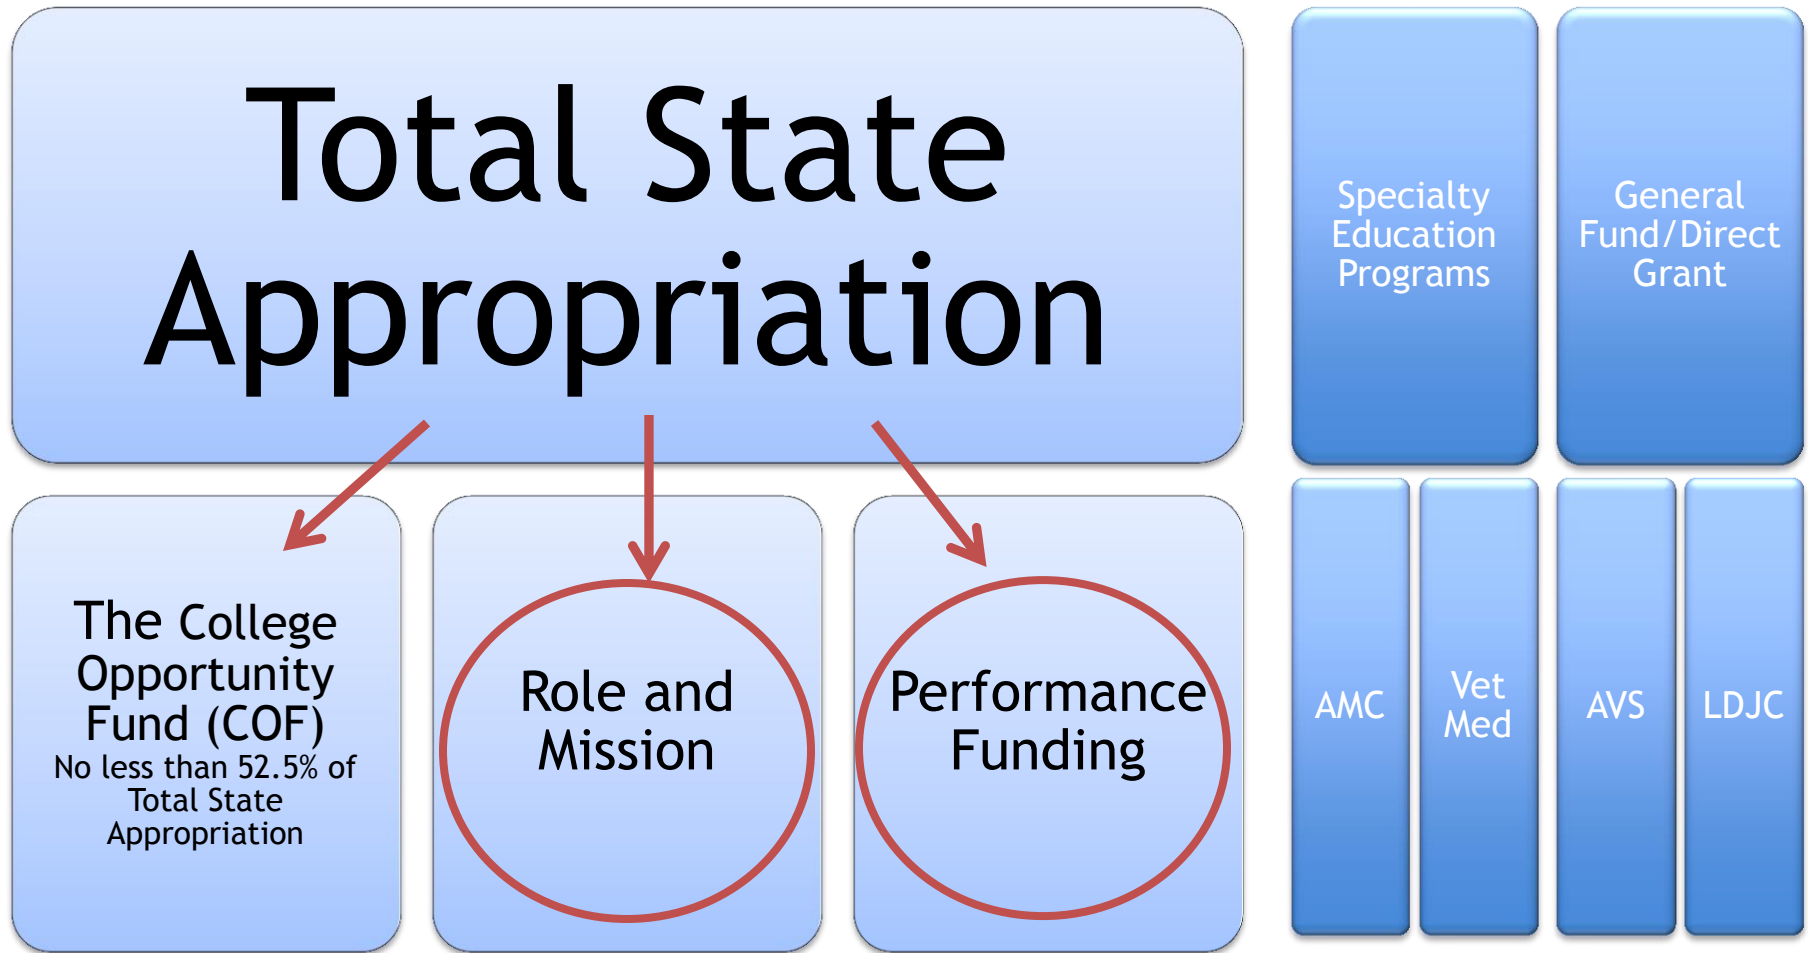 Total State
Appropriation
Specialty
Education
Programs
General
Fund/Direct
Grant
The College
Opportunity
Fund (COF)
No less than 52.5% of
Total State
Appropriation
Role and
Mission
Performance
Funding
AMC
Vet
Med
AVS
LDJC